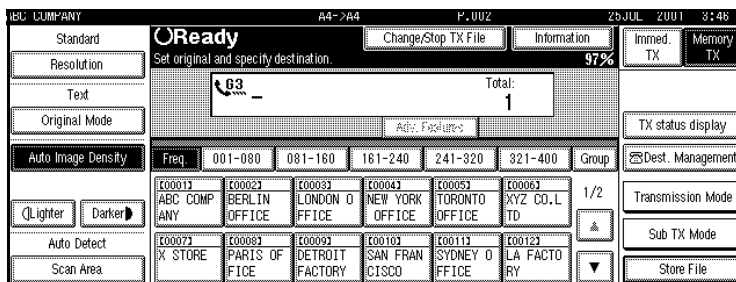 ABC COMPANY A4->A4 P.002 25JUL 2001 3:46
Standard
Resolution
Text
Original Mode
Auto Image Density
Lighter Darker
Auto Detect
Scan Area
Ready
Set original and specify destination.
Change/Stop TX File
Information
97%
G3 _
Total:
1
Adv. Features
Freq. 001-080 081-160 161-240 241-320 321-400 Group
[0001] ABC COMP
ANY
[0002] BERLIN
OFFICE
[0003] LONDON O
FFICE
[0004] NEW YORK
OFFICE
[0005] TORONTO
OFFICE
[0006] XYZ CO.L
TD
1/2
[0007] X STORE
[0008] PARIS OF
FICE
[0009] DETROIT
FACTORY
[0010] SAN FRAN
CISCO
[0011] SYDNEY O
FFICE
[0012] LA FACTO
RY
Immed.
TX
Memory
TX
TX status display
Dest. Management
Transmission Mode
Sub TX Mode
Store File